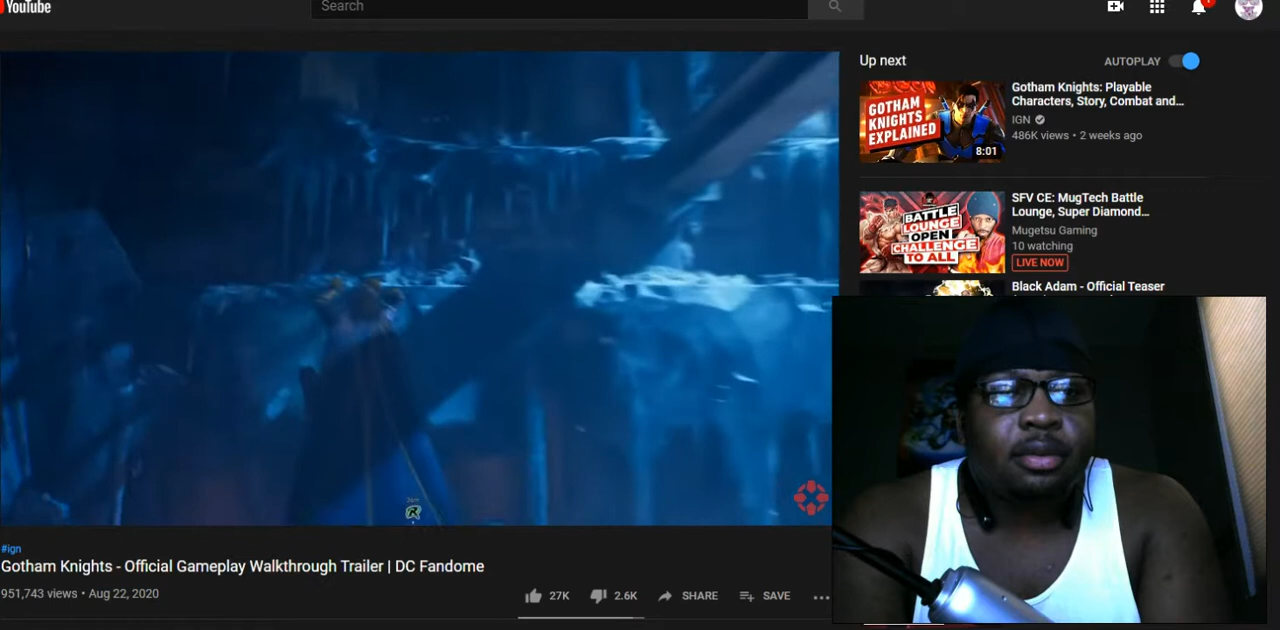 YouTube
Search
Up next
AUTOPLAY
GOTHAM
KNIGHTS
EXPLAINED
8:01
Gotham Knights: Playable
Characters, Story, Combat and...
IGN
486K views • 2 weeks ago
BATTLE
LOUNGE
OPEN
CHALLENGE
TO ALL
SFV CE: MugTech Battle
Lounge, Super Diamond...
Mugetsu Gaming
10 watching
LIVE NOW
Black Adam - Official Teaser
#ign
Gotham Knights - Official Gameplay Walkthrough Trailer | DC Fandome
951,743 views • Aug 22, 2020
27K
2.6K
SHARE
SAVE